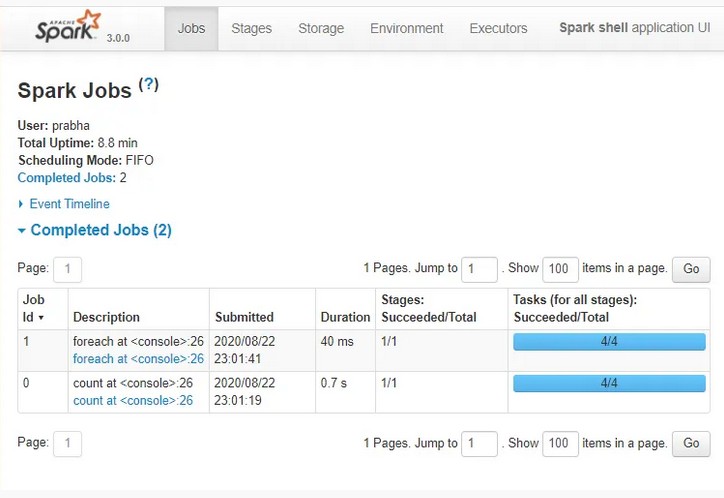 APACHE
Spark 3.0.0 Jobs Stages Storage Environment Executors Spark shell application UI
Spark Jobs (?)
User: prabha
Total Uptime: 8.8 min
Scheduling Mode: FIFO
Completed Jobs: 2
Event Timeline
Completed Jobs (2)
Page: 1 1 Pages. Jump to 1 . Show 100 items in a page. Go
Job Id ▾ Description Submitted Duration Stages: Succeeded/Total Tasks (for all stages): Succeeded/Total
1 foreach at <console>:26 2020/08/22 40 ms 1/1 4/4
foreach at <console>:26 23:01:41
0 count at <console>:26 2020/08/22 0.7 s 1/1 4/4
count at <console>:26 23:01:19
Page: 1 1 Pages. Jump to 1 . Show 100 items in a page. Go